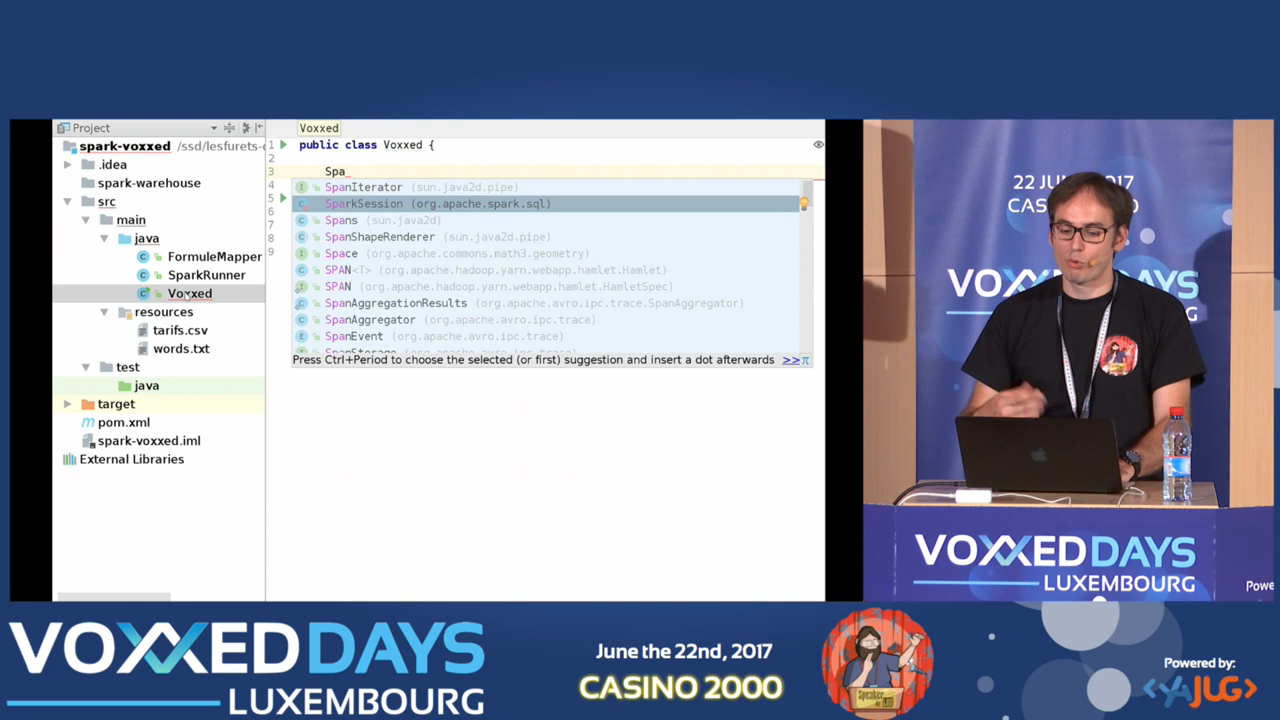 Project
spark-voxxed /ssd/lesfurets-
.idea
spark-warehouse
src
main
java
FormuleMapper
SparkRunner
Voxxed
resources
tarifs.csv
words.txt
test
java
target
pom.xml
spark-voxxed.iml
External Libraries
Voxxed
1 public class Voxxed {
2
3 Spa_
4 SpanIterator (sun.java2d.pipe)
5 SparkSession (org.apache.spark.sql)
6 Spans (sun.java2d)
7 SpanShapeRenderer (sun.java2d.pipe)
8 Space (org.apache.commons.math3.geometry)
9 SPAN<T> (org.apache.hadoop.yarn.webapp.hamlet.Hamlet)
SPAN (org.apache.hadoop.yarn.webapp.hamlet.HamletSpec)
SpanAggregationResults (org.apache.avro.ipc.trace.SpanAggregator)
SpanAggregator (org.apache.avro.ipc.trace)
SpanEvent (org.apache.avro.ipc.trace)
Press Ctrl+Period to choose the selected (or first) suggestion and insert a dot afterwards >>π
VOXXED DAYS
LUXEMBOURG
Powe
VOXXED DAYS
LUXEMBOURG
June the 22nd, 2017
CASINO 2000
Powered by:
YAJUG